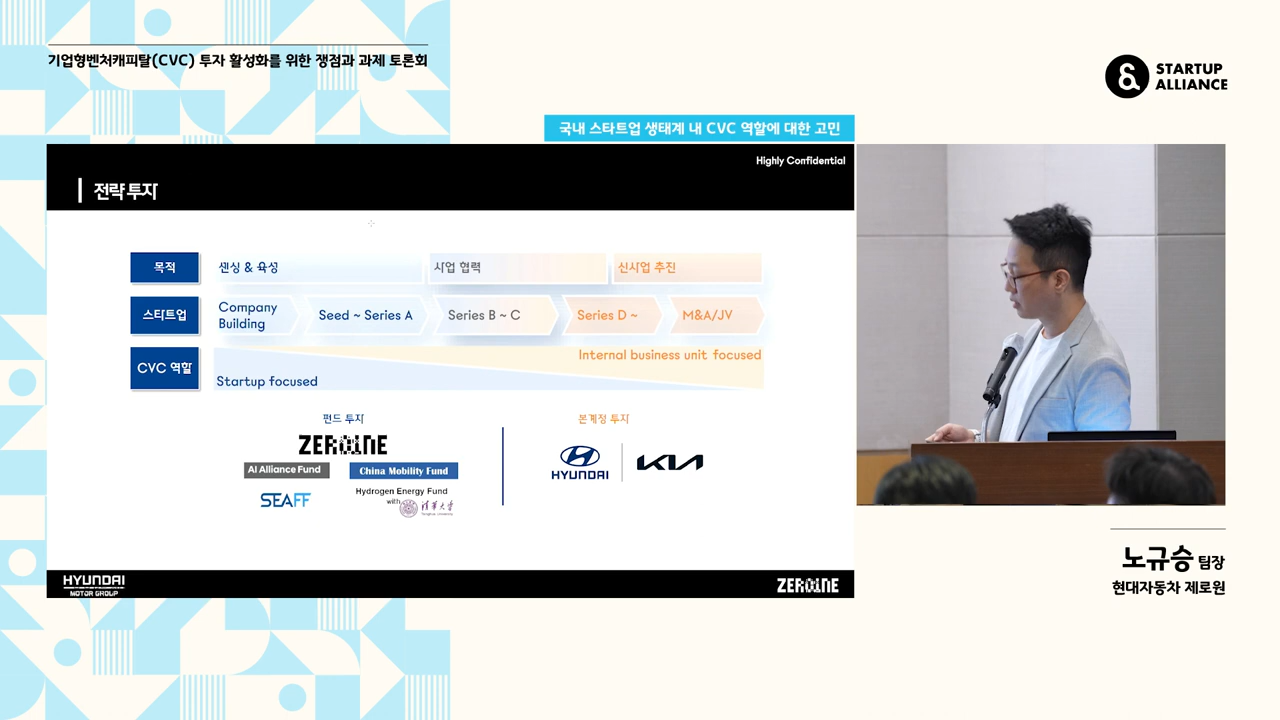 기업형벤처캐피탈(CVC) 투자 활성화를 위한 쟁점과 과제 토론회
STARTUP
ALLIANCE
국내 스타트업 생태계 내 CVC 역할에 대한 고민
Highly Confidential
전략 투자
목적
센싱 & 육성
사업 협력
신사업 추진
스타트업
Company
Building
Seed ~ Series A
Series B ~ C
Series D ~
M&A/JV
CVC 역할
Internal business unit focused
Startup focused
펀드 투자
본계정 투자
ZER01NE
AI Alliance Fund
China Mobility Fund
SEAFF
Hydrogen Energy Fund
with
HYUNDAI
KIA
HYUNDAI
MOTOR GROUP
ZER01NE
노규승 팀장
현대자동차 제로원